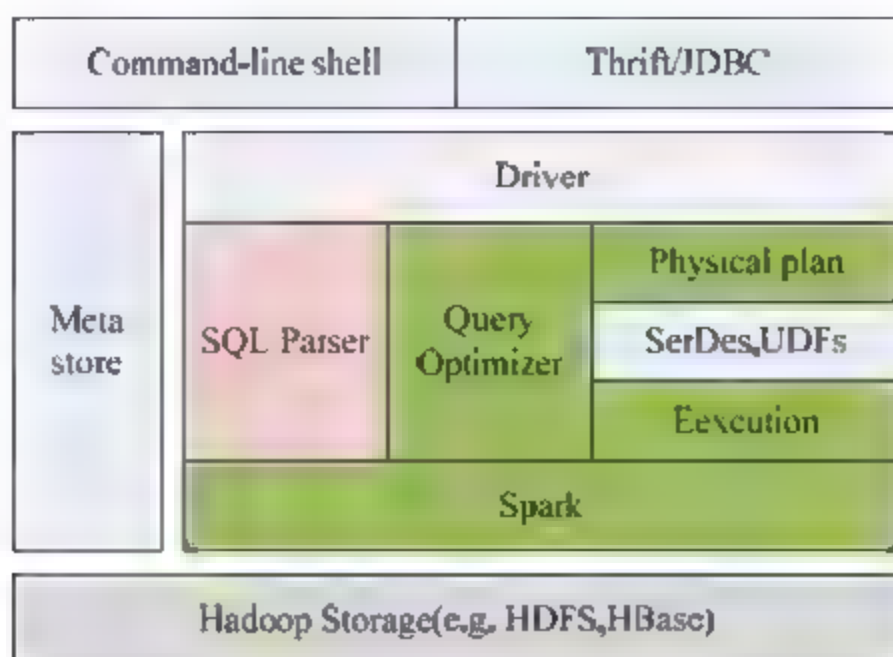 Command-line shell
Thrift/JDBC
Driver
Meta
store
SQL Parser
Query
Optimizer
Physical plan
SerDes,UDFs
Eexcution
Spark
Hadoop Storage(e.g. HDFS,HBase)